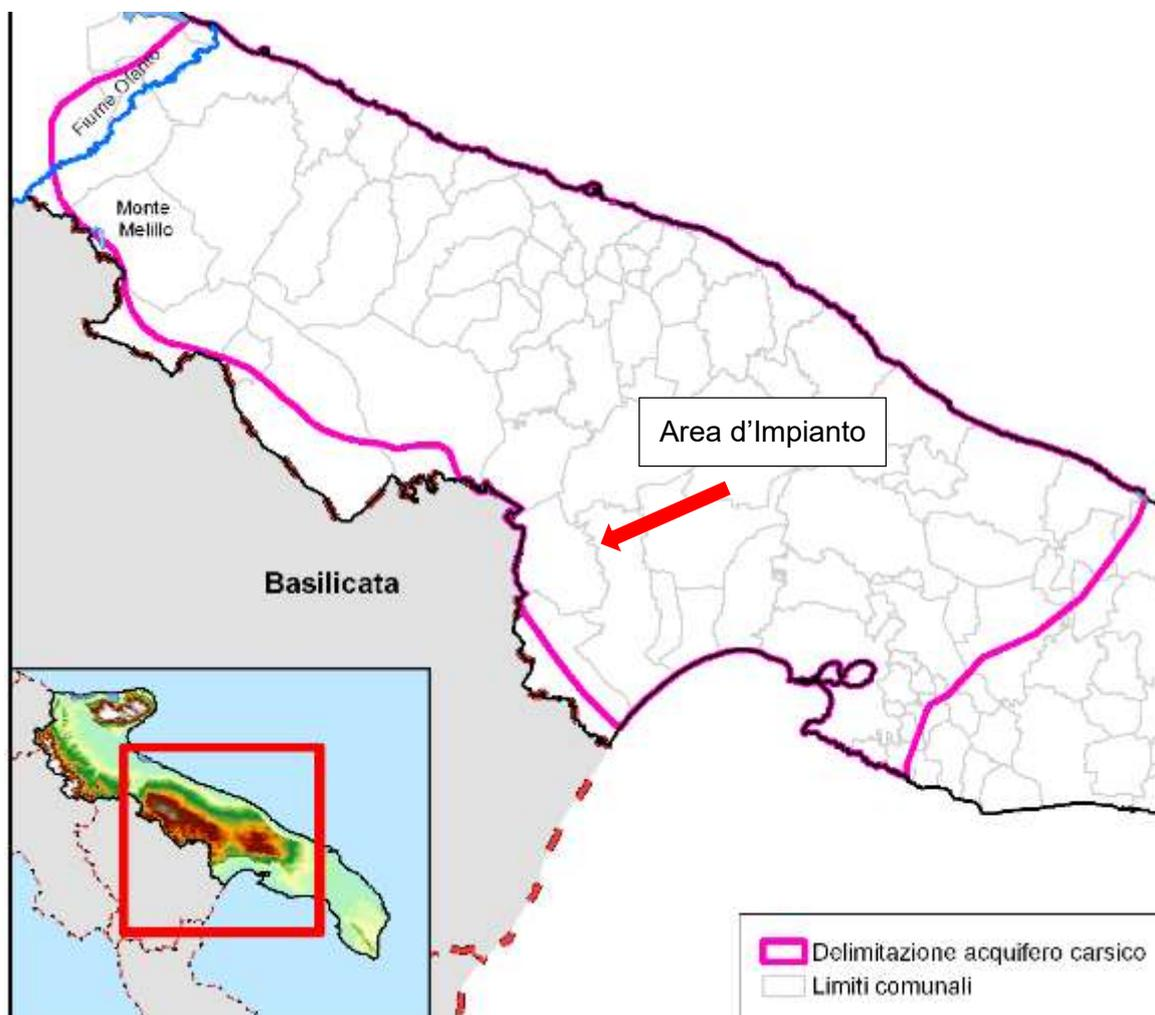 Fiume Ofanto
Monte
Melillo
Area d’Impianto
Basilicata
Delimitazione acquifero carsico
Limiti comunali